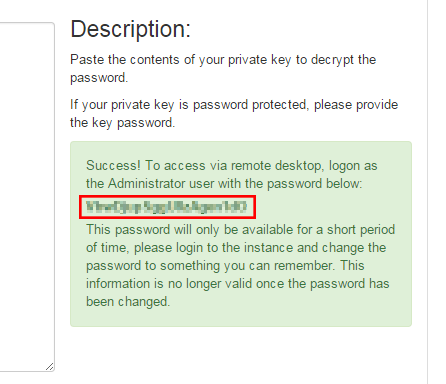 Description:
Paste the contents of your private key to decrypt the
password.
If your private key is password protected, please provide
the key password.
Success! To access via remote desktop, logon as
the Administrator user with the password below:
This password will only be available for a short period
of time, please login to the instance and change the
password to something you can remember. This
information is no longer valid once the password has
been changed.